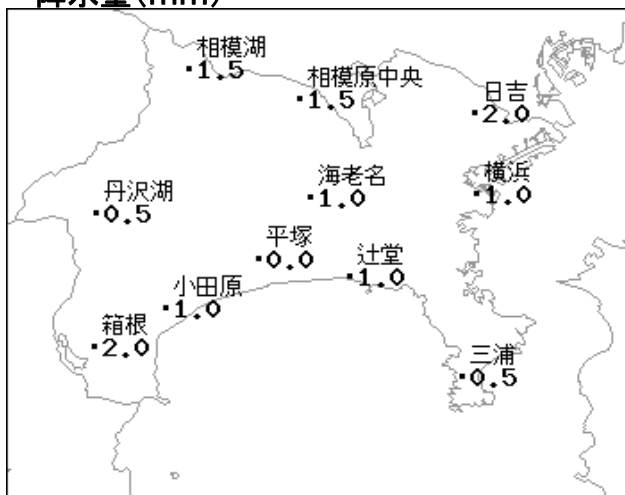 降水量(mm)
相模湖
1.5
相模原中央
1.5
日吉
2.0
海老名
1.0
横浜
1.0
丹沢湖
0.5
平塚
0.0
辻堂
1.0
小田原
1.0
箱根
2.0
三浦
0.5